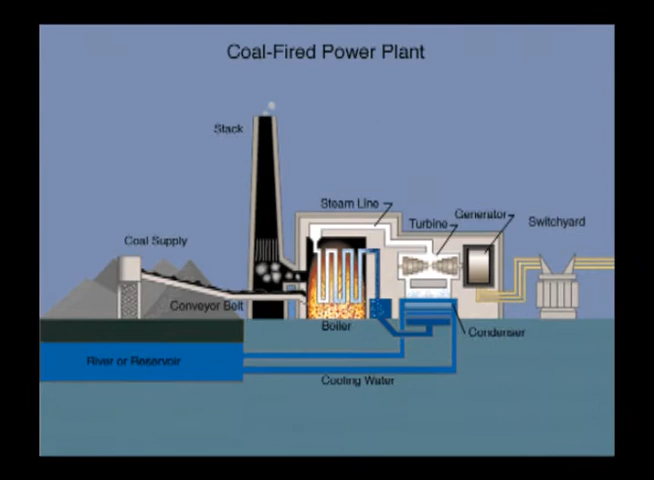 Coal-Fired Power Plant
Stack
Steam Line
Generator
Turbine
Switchyard
Coal Supply
Conveyor Belt
Boiler
Condenser
River or Reservoir
Cooling Water